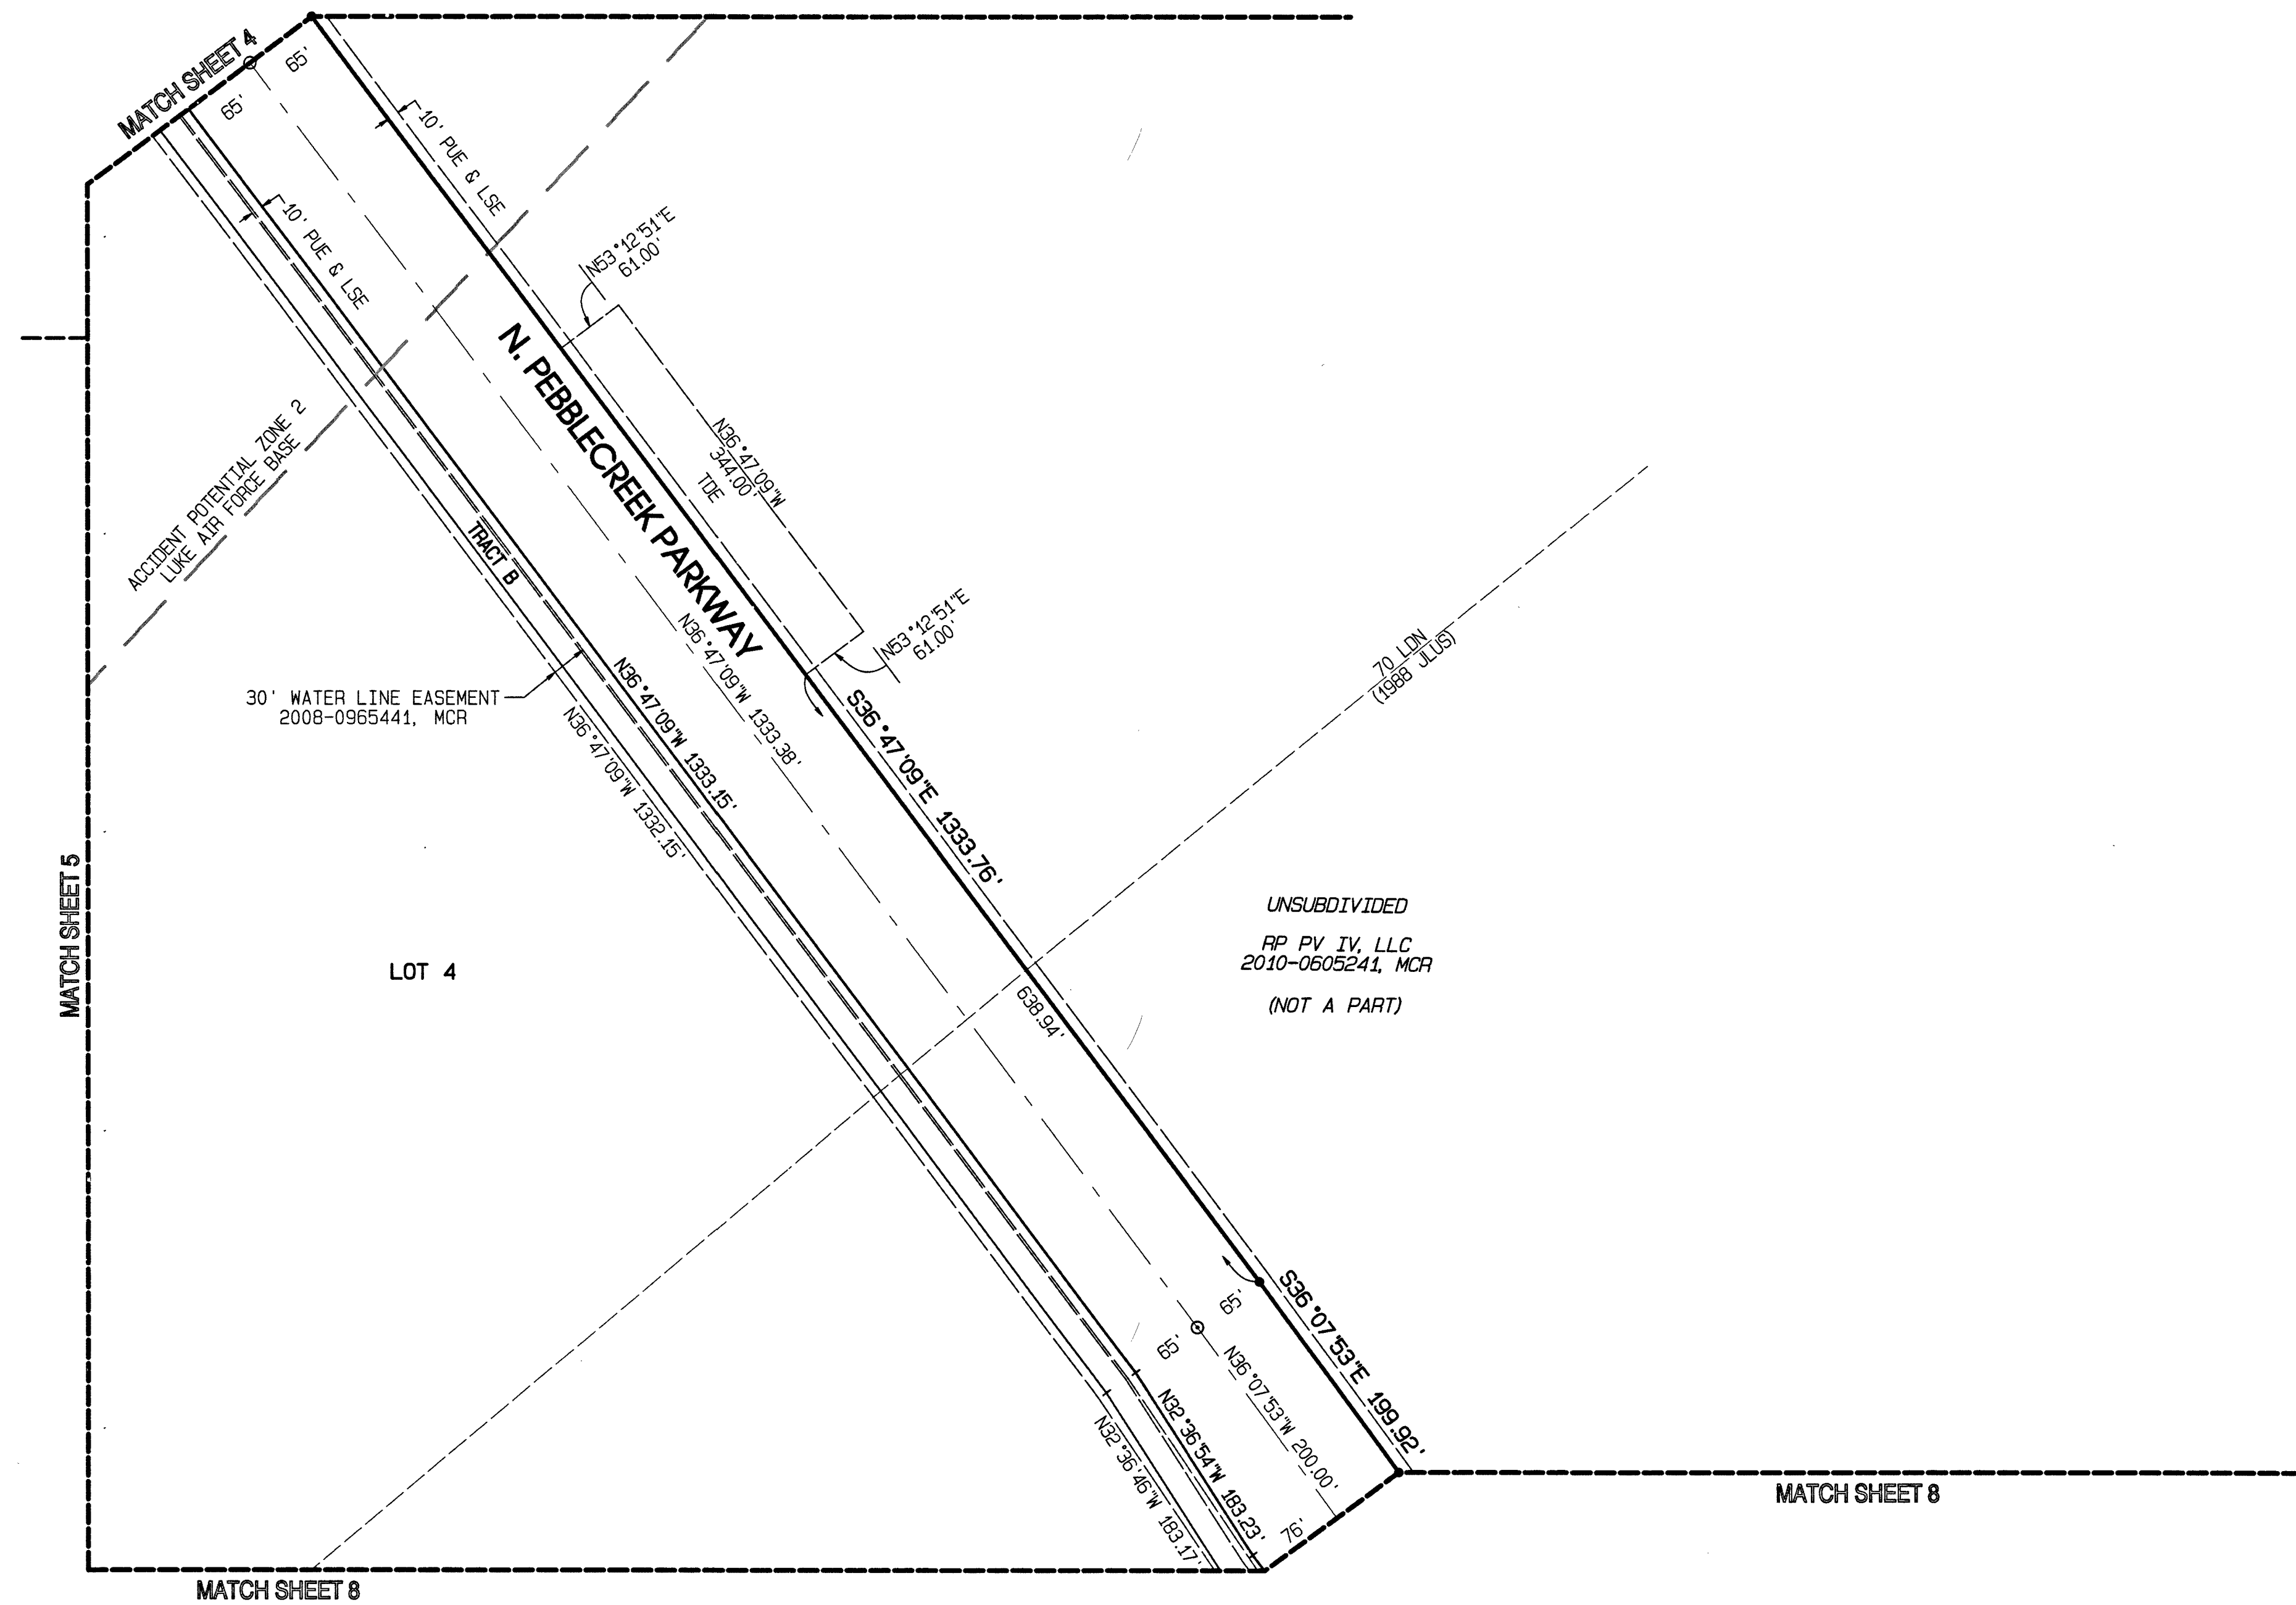 MATCH SHEET 4
65'
65'
10' PUE & LSE
10' PUE & LSE
N53°12'51"E
61.00'
N. PEBBLECREEK PARKWAY
N36°47'09"W
344.00'
TDE
ACCIDENT POTENTIAL ZONE 2
LUKE AIR FORCE BASE
TRACT B
N53°12'51"E
61.00'
30' WATER LINE EASEMENT
2008-0965441, MCR
N36°47'09"W 1333.38'
N36°47'09"W 1333.15'
N36°47'09"W 1332.15'
S36°47'09"E 1333.76'
70 LDN
(1988 JLUS)
MATCH SHEET 5
LOT 4
UNSUBDIVIDED
RP PV IV, LLC
2010-0605241, MCR
(NOT A PART)
638.94'
65'
65'
S36°07'53"E 199.92'
N36°07'53"W 200.00'
N32°36'54"W 183.23'
N32°36'46"W 183.17'
76'
MATCH SHEET 8
MATCH SHEET 8